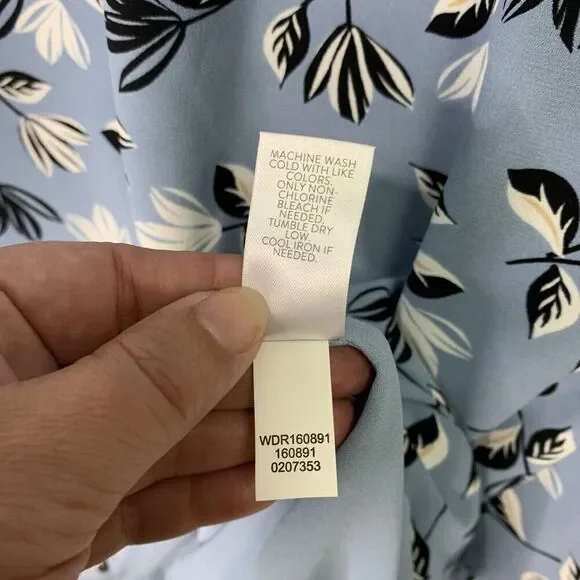 MACHINE WASH
COLD WITH LIKE
COLORS.
ONLY NON-
CHLORINE
BLEACH IF
NEEDED.
TUMBLE DRY
LOW.
COOL IRON IF
NEEDED.
WDR160891
160891
0207353